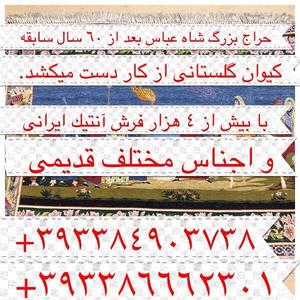 حراج بزرگ شاه عباس بعد از ٦٠ سال سابقه
کیوان گلستانی از کار دست میکشد.
با بیش از ٤ هزار فرش آنتیك ایرانی
و اجناس مختلف قدیمی
+٣٩٣٣٨٤٩٠٣٧٣٨
+٣٩٣٣٨٦٦٦٢٣٠١